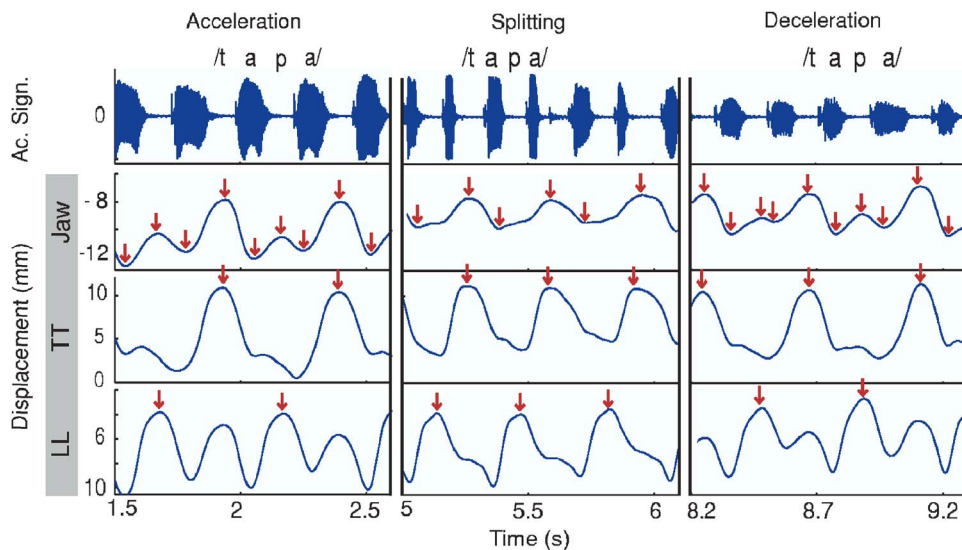 Acceleration Splitting Deceleration
/t a p a/ /t a p a/ /t a p a/
Ac. Sign.
0
Displacement (mm)
Jaw
- 8
-12
TT
10
5
0
LL
6
10
1.5 2 2.5 5 5.5 6 8.2 8.7 9.2
Time (s)